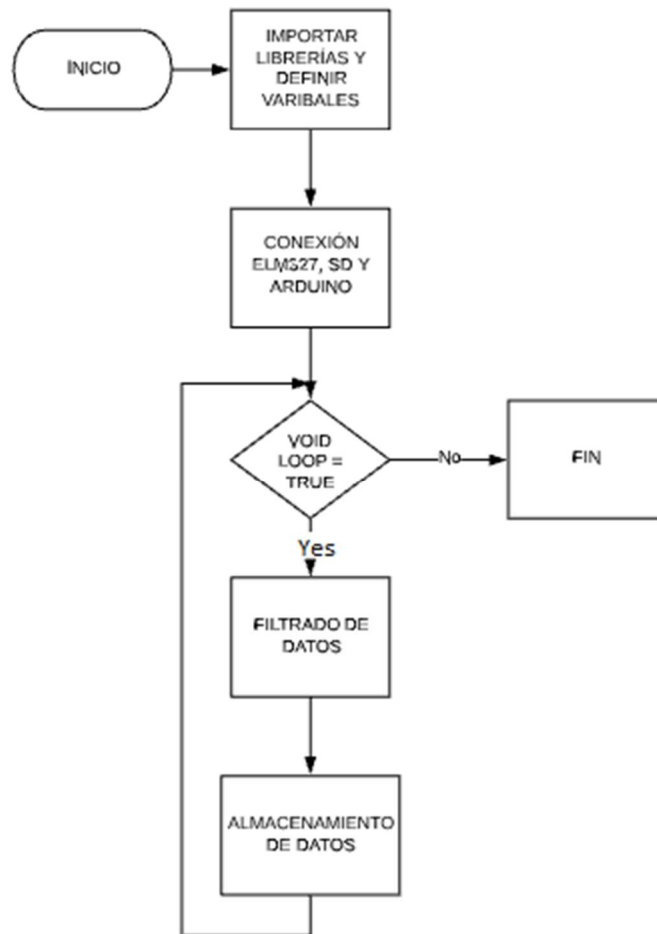 INICIO
IMPORTAR
LIBRERÍAS Y
DEFINIR
VARIBALES
CONEXIÓN
ELM327, SD Y
ARDUINO
VOID
LOOP =
TRUE
No
FIN
Yes
FILTRADO DE
DATOS
ALMACENAMIENTO
DE DATOS